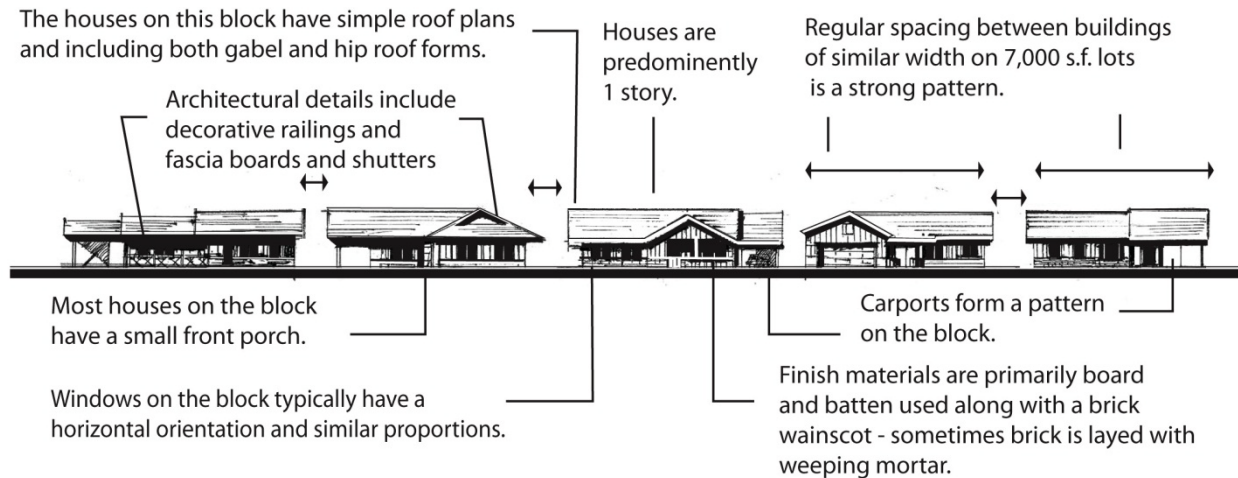 The houses on this block have simple roof plans
and including both gabel and hip roof forms.
Houses are
predominently
1 story.
Regular spacing between buildings
of similar width on 7,000 s.f. lots
is a strong pattern.
Architectural details include
decorative railings and
fascia boards and shutters
Most houses on the block
have a small front porch.
Carports form a pattern
on the block.
Windows on the block typically have a
horizontal orientation and similar proportions.
Finish materials are primarily board
and batten used along with a brick
wainscot - sometimes brick is layed with
weeping mortar.